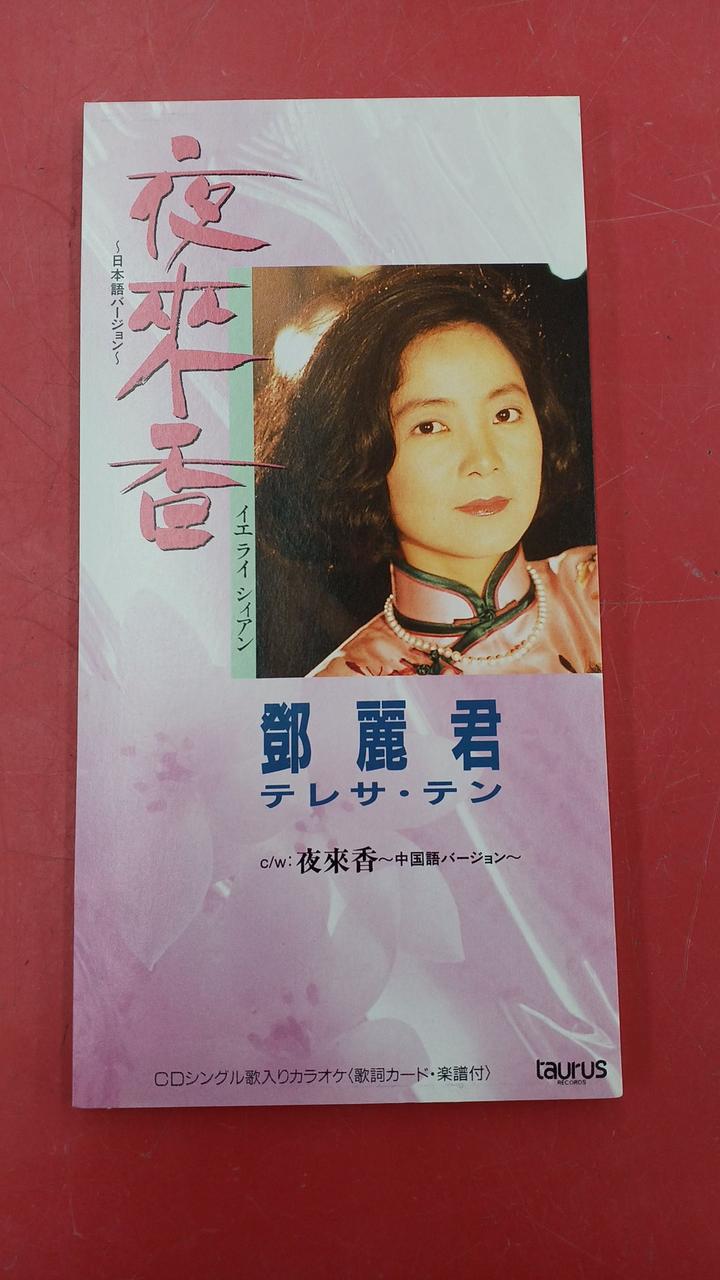 夜來香
～日本語バージョン～
イエ ライ シィアン
鄧麗君
テレサ・テン
c/w:夜來香～中国語バージョン～
CDシングル歌入りカラオケ〈歌詞カード・楽譜付〉
taurus
RECORDS